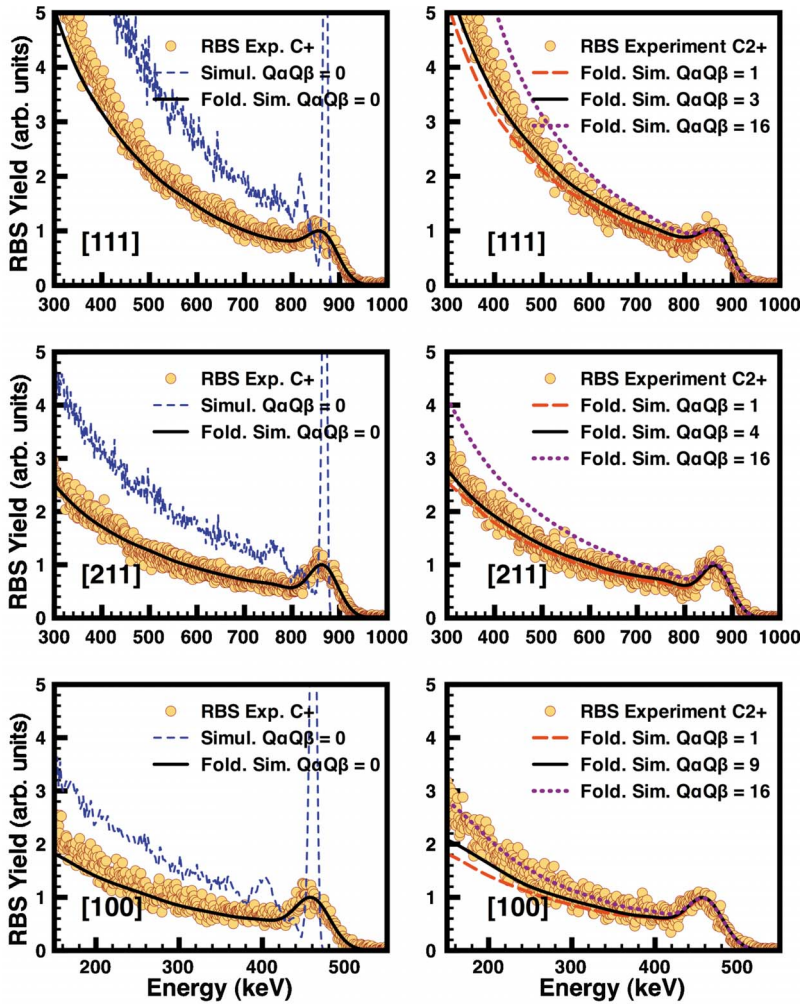 RBS Yield (arb. units)
5
4
3
2
1
0
RBS Exp. C+
Simul. QαQβ = 0
Fold. Sim. QαQβ = 0
[111]
300 400 500 600 700 800 900 1000
5
4
3
2
1
0
RBS Experiment C2+
Fold. Sim. QαQβ = 1
Fold. Sim. QαQβ = 3
Fold. Sim. QαQβ = 16
[111]
300 400 500 600 700 800 900 1000
RBS Yield (arb. units)
5
4
3
2
1
0
RBS Exp. C+
Simul. QαQβ = 0
Fold. Sim. QαQβ = 0
[211]
300 400 500 600 700 800 900 1000
5
4
3
2
1
0
RBS Experiment C2+
Fold. Sim. QαQβ = 1
Fold. Sim. QαQβ = 4
Fold. Sim. QαQβ = 16
[211]
300 400 500 600 700 800 900 1000
RBS Yield (arb. units)
5
4
3
2
1
0
RBS Exp. C+
Simul. QαQβ = 0
Fold. Sim. QαQβ = 0
[100]
200 300 400 500
Energy (keV)
5
4
3
2
1
0
RBS Experiment C2+
Fold. Sim. QαQβ = 1
Fold. Sim. QαQβ = 9
Fold. Sim. QαQβ = 16
[100]
200 300 400 500
Energy (keV)